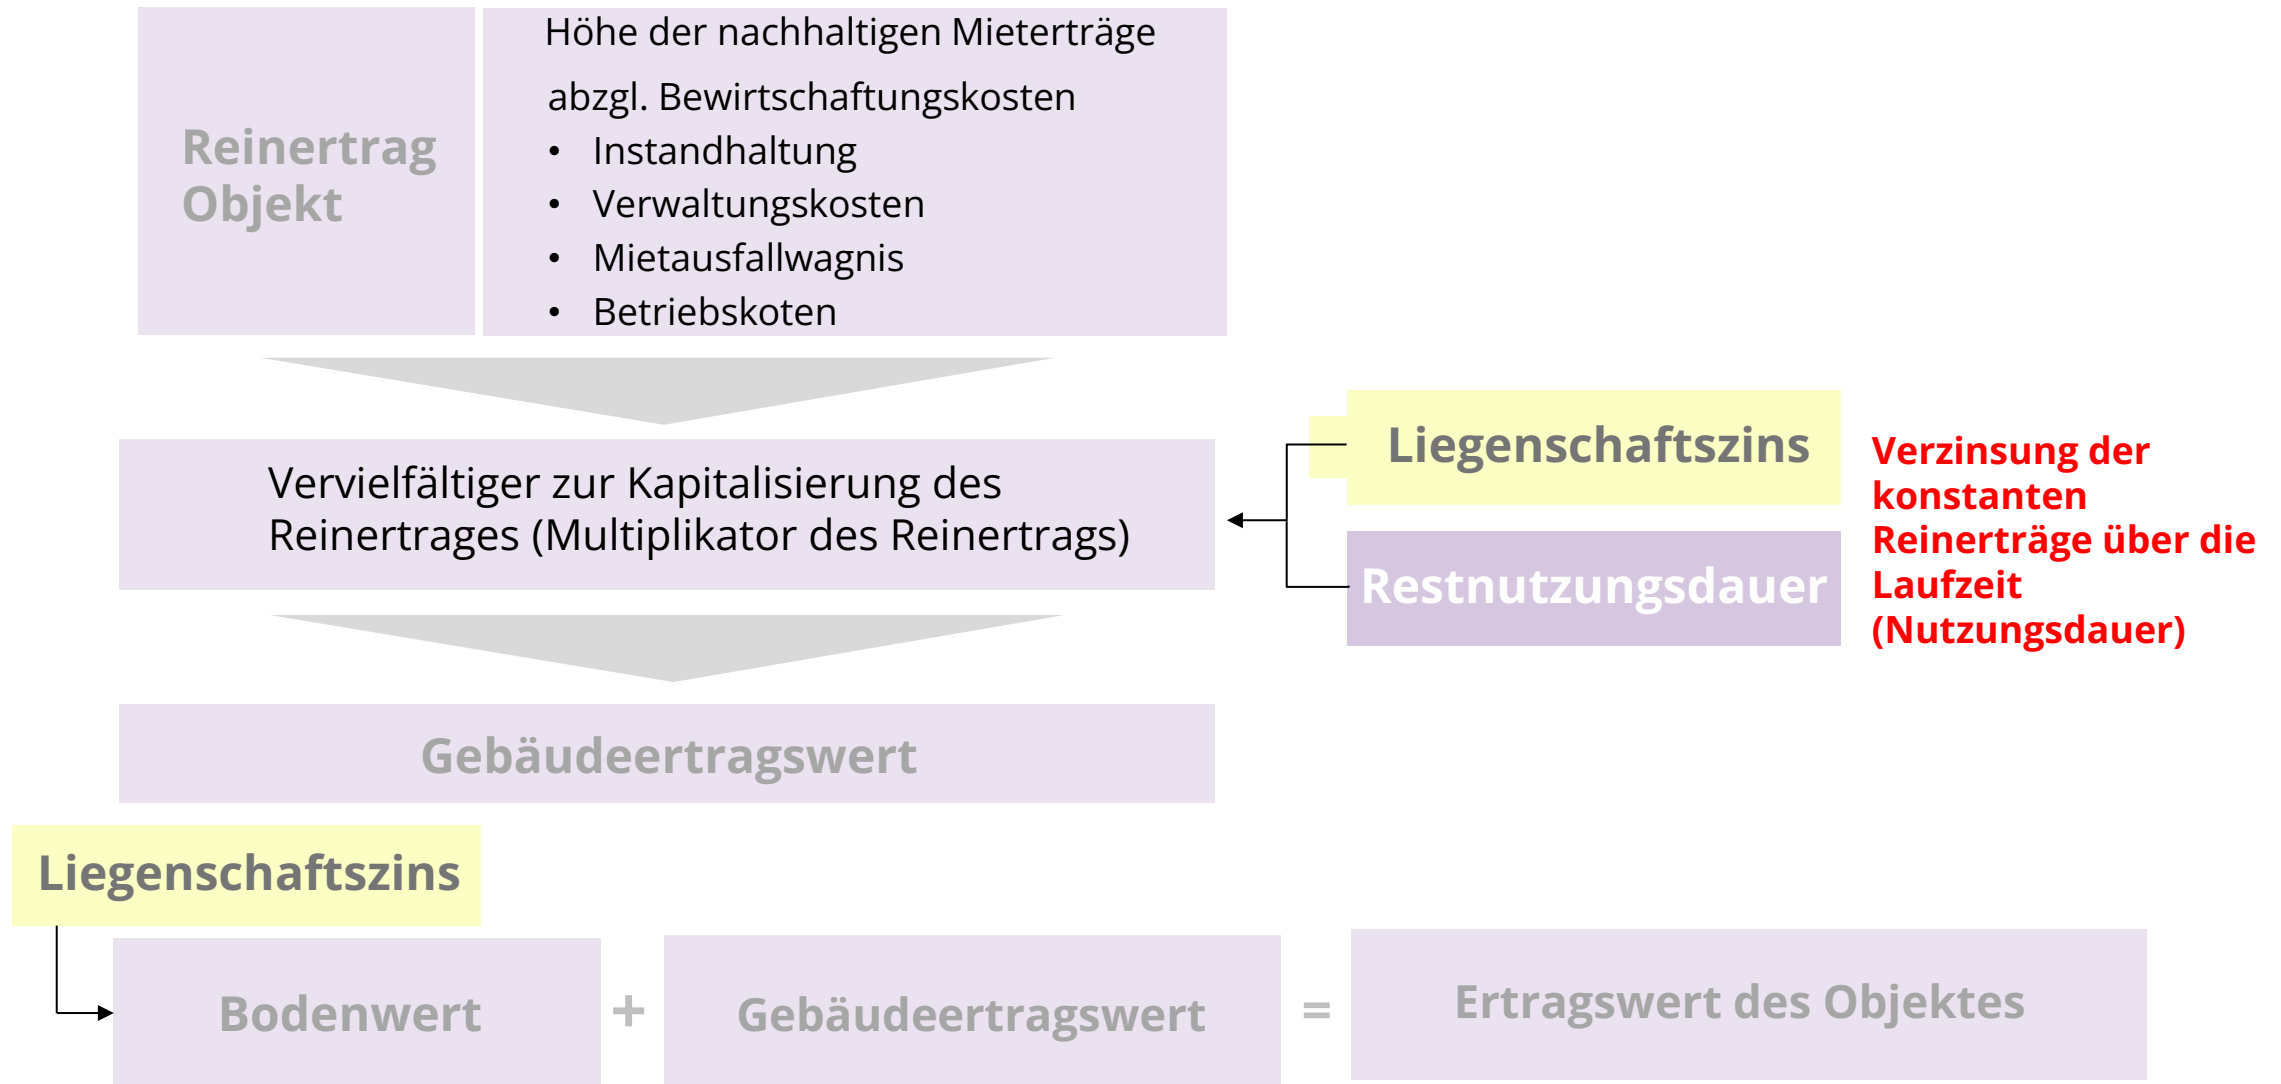 Reinertrag
Objekt
Höhe der nachhaltigen Mieterträge
abzgl. Bewirtschaftungskosten
• Instandhaltung
• Verwaltungskosten
• Mietausfallwagnis
• Betriebskoten
Vervielfältiger zur Kapitalisierung des
Reinertrages (Multiplikator des Reinertrags)
Liegenschaftszins
Restnutzungsdauer
Verzinsung der
konstanten
Reinerträge über die
Laufzeit
(Nutzungsdauer)
Gebäudeertragswert
Liegenschaftszins
Bodenwert + Gebäudeertragswert = Ertragswert des Objektes